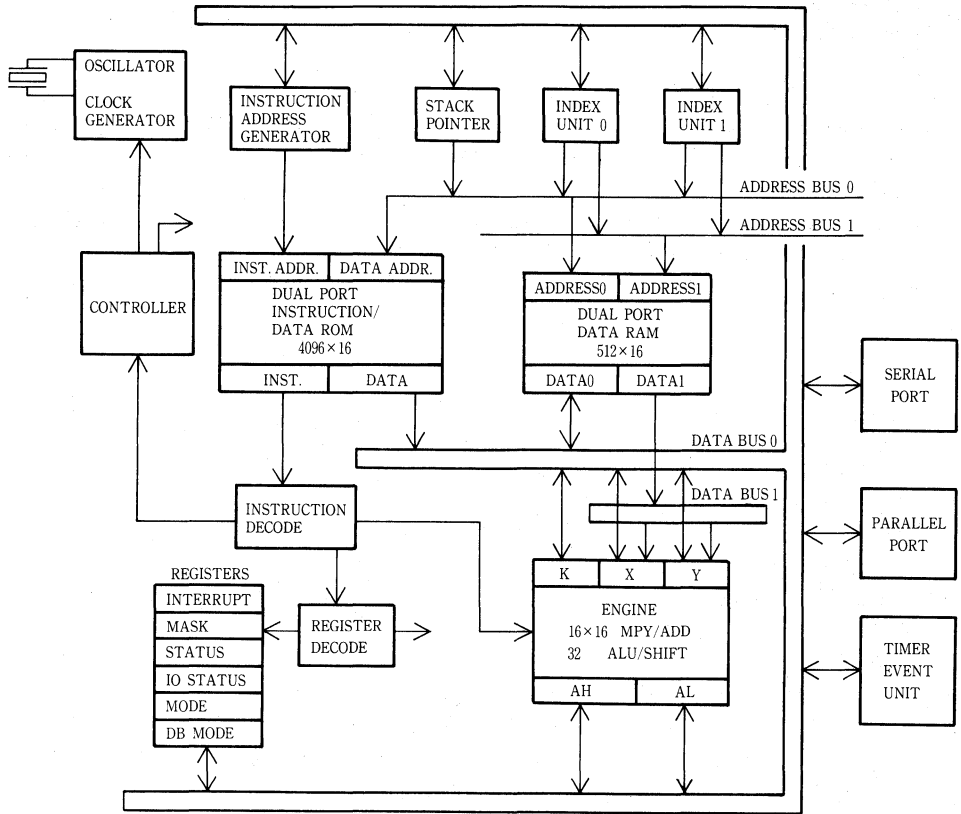 OSCILLATOR
CLOCK
GENERATOR
INSTRUCTION
ADDRESS
GENERATOR
STACK
POINTER
INDEX
UNIT 0
INDEX
UNIT 1
ADDRESS BUS 0
ADDRESS BUS 1
CONTROLLER
INST. ADDR.
DATA ADDR.
DUAL PORT
INSTRUCTION/
DATA ROM
4096×16
INST.
DATA
ADDRESS0
ADDRESS1
DUAL PORT
DATA RAM
512×16
DATA0
DATA1
SERIAL
PORT
DATA BUS 0
DATA BUS 1
INSTRUCTION
DECODE
PARALLEL
PORT
REGISTERS
INTERRUPT
MASK
STATUS
IO STATUS
MODE
DB MODE
REGISTER
DECODE
K
X
Y
ENGINE
16×16 MPY/ADD
32 ALU/SHIFT
AH
AL
TIMER
EVENT
UNIT